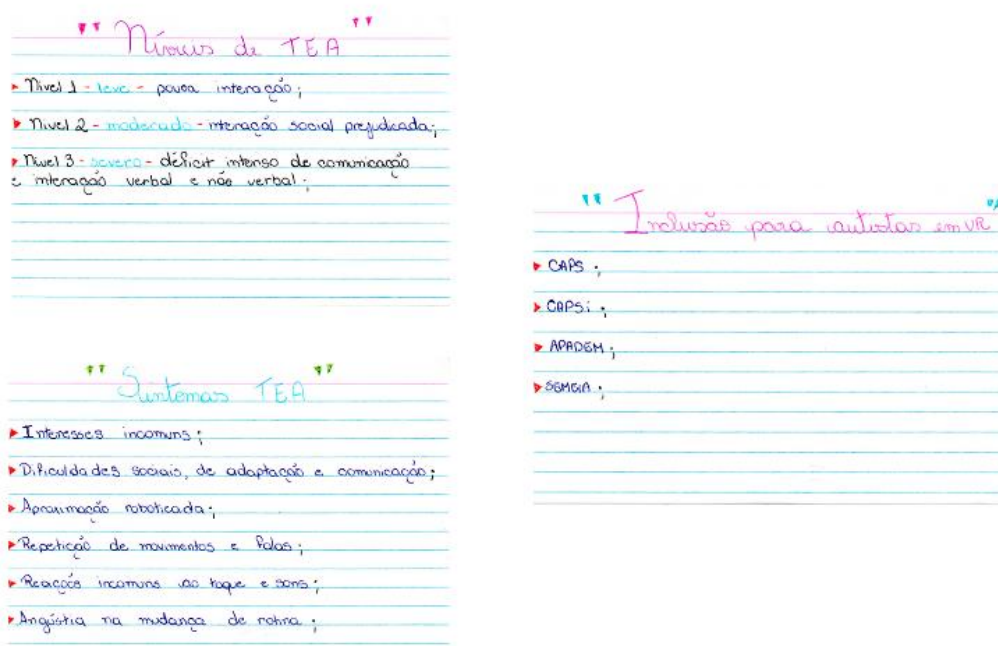 "Níveis de TEA"
▸ Nível 1 - leve - pouca interação;
▸ Nivel 2 - moderado - interação social prejudicada;
▸ Nível 3 - severo - déficit intenso de comunicação
e interação verbal e não verbal;
"Sintomas TEA"
▸ Interesses incomuns;
▸ Dificuldades sociais, de adaptação e comunicação;
▸ Aproximação roboticada;
▸ Repetição de movimentos e falas;
▸ Reações incomuns ao toque e sons;
▸ Angústia na mudança de rotina;
"Inclusão para autistas em VR"
▸ CAPS;
▸ CAPSi;
▸ APADEM;
▸ SEMEIA;